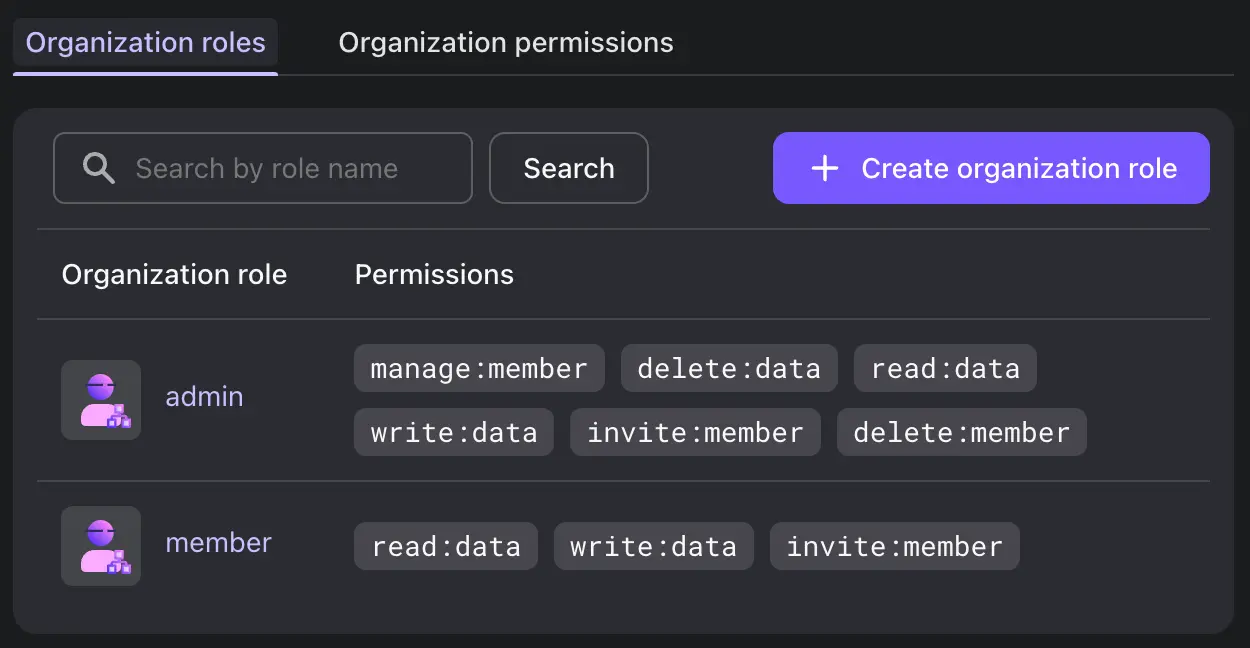 Organization roles Organization permissions
Search by role name Search + Create organization role
Organization role Permissions
manage:member delete:data read:data
admin
write:data invite:member delete:member
member read:data write:data invite:member